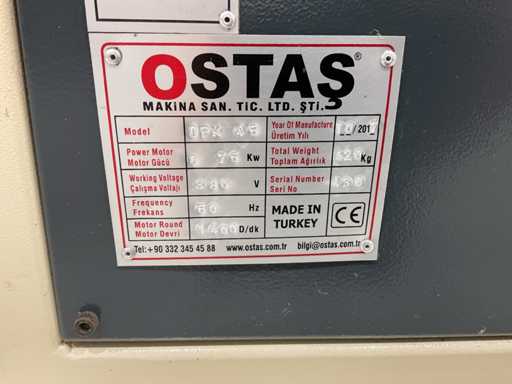 OSTAŞ®
MAKİNA SAN. TİC. LTD. ŞTİ.
Model
Year Of Manufacture
Üretim Yılı
/201
Power Motor
Motor Gücü
Kw
Total Weight
Toplam Ağırlık
Kg
Working Voltage
Çalışma Voltajı
380 V
Serial Number
Seri No
Frequency
Frekans
Hz
MADE IN
TURKEY
CE
Motor Round
Motor Devri
D/dk
Tel:+90 332 345 45 88 www.ostas.com.tr bilgi@ostas.com.tr